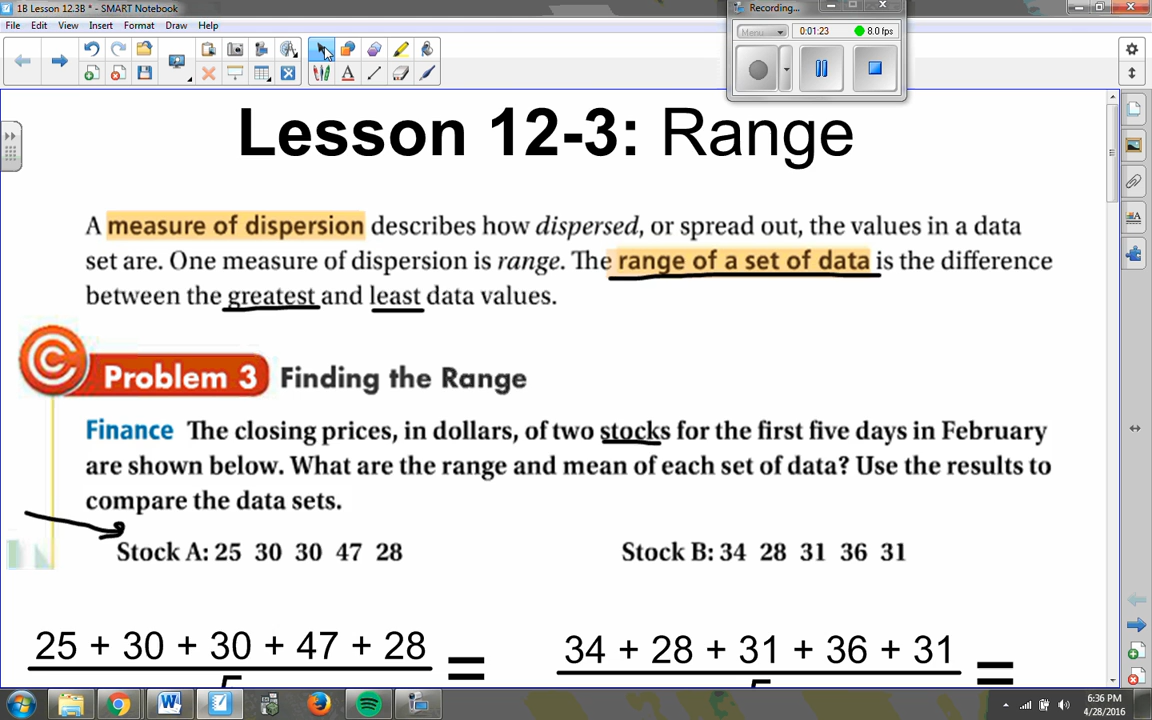 1B Lesson 12.3B * - SMART Notebook
Recording...
File Edit View Insert Format Draw Help
Menu 0:01:23 8.0 fps
Lesson 12-3: Range
A measure of dispersion describes how dispersed, or spread out, the values in a data
set are. One measure of dispersion is range. The range of a set of data is the difference
between the greatest and least data values.
Problem 3 Finding the Range
Finance The closing prices, in dollars, of two stocks for the first five days in February
are shown below. What are the range and mean of each set of data? Use the results to
compare the data sets.
Stock A: 25 30 30 47 28 Stock B: 34 28 31 36 31
25 + 30 + 30 + 47 + 28 = 34 + 28 + 31 + 36 + 31 =
6:36 PM
4/28/2016